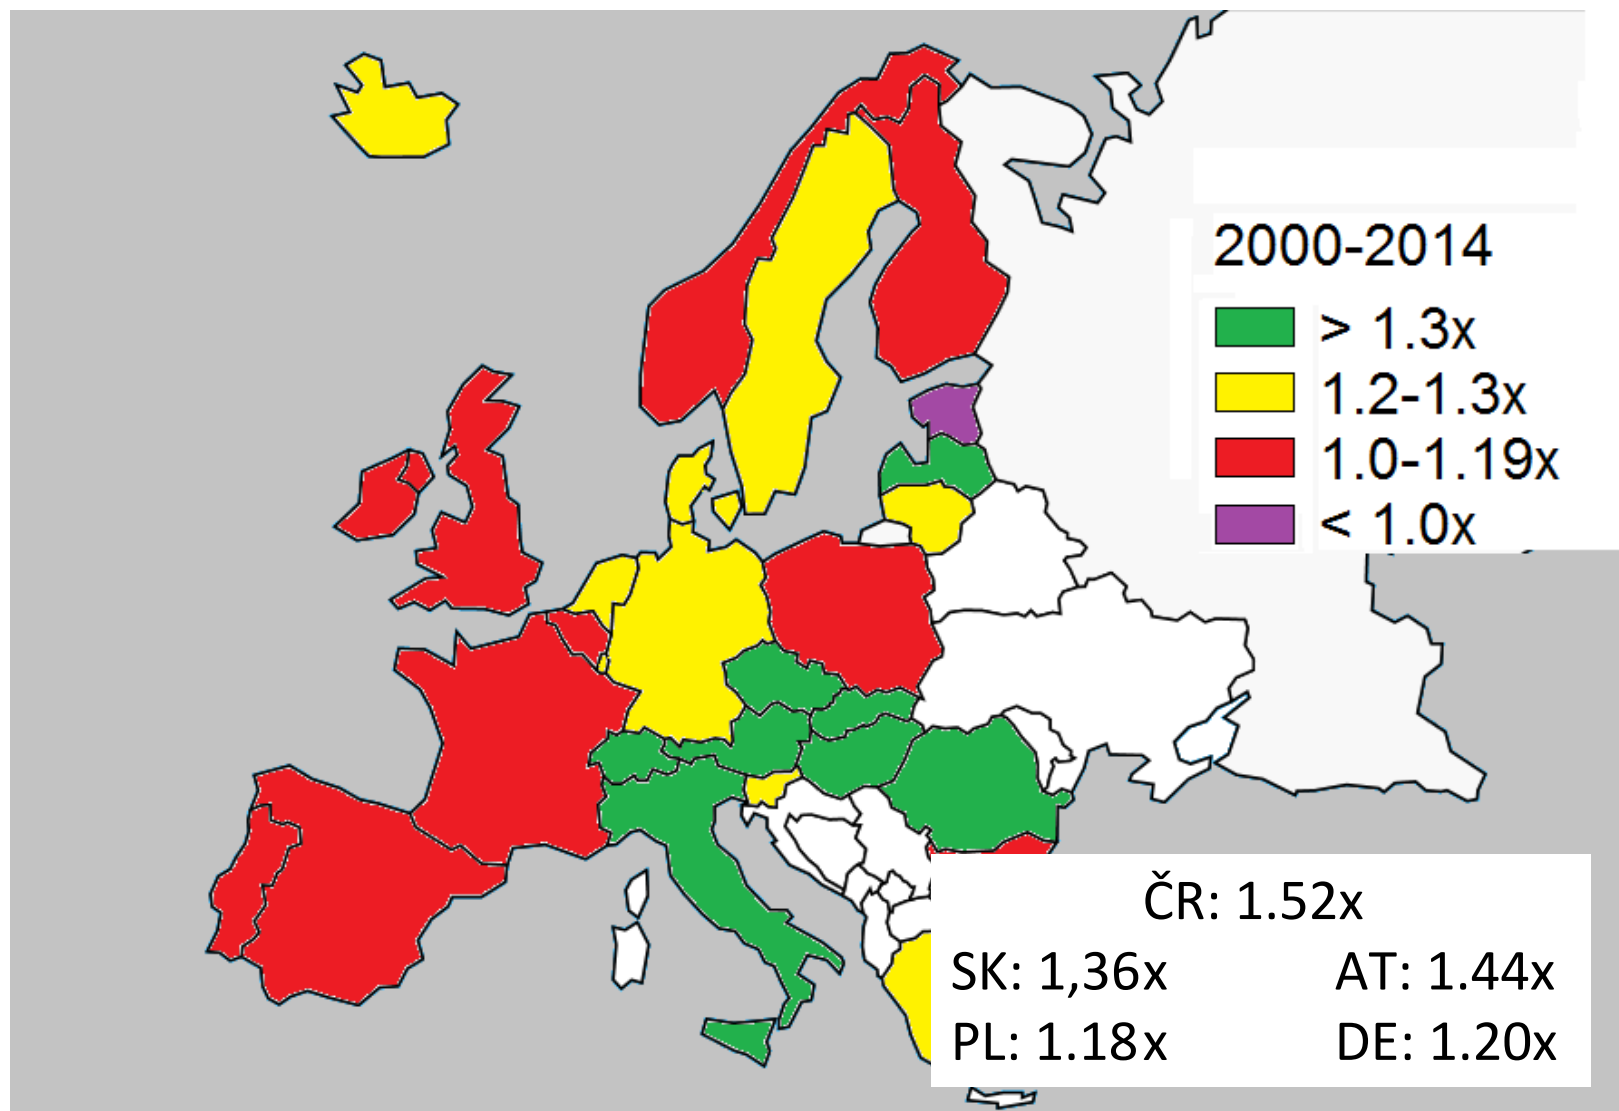 2000-2014
> 1.3x
1.2-1.3x
1.0-1.19x
< 1.0x
ČR: 1.52x
SK: 1,36x AT: 1.44x
PL: 1.18x DE: 1.20x